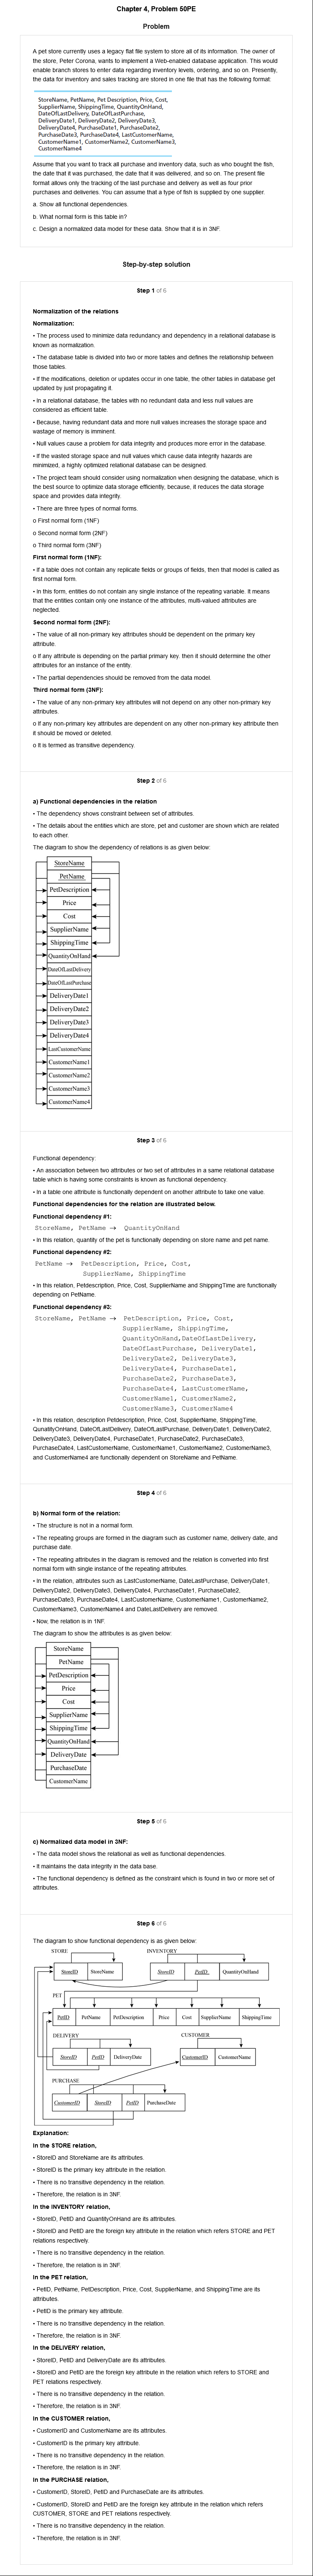 Chapter 4, Problem 50PE
Problem
A pet store currently uses a legacy flat file system to store all of its information. The owner of
the store, Peter Corona, wants to implement a Web-enabled database application. This would
enable branch stores to enter data regarding inventory levels, ordering, and so on. Presently,
the data for inventory and sales tracking are stored in one file that has the following format:
StoreName, PetName, Pet Description, Price, Cost,
SupplierName, ShippingTime, QuantityOnHand,
DateOfLastDelivery, DateOfLastPurchase,
DeliveryDate1, DeliveryDate2, DeliveryDate3,
DeliveryDate4, PurchaseDate1, PurchaseDate2,
PurchaseDate3, PurchaseDate4, LastCustomerName,
CustomerName1, CustomerName2, CustomerName3,
CustomerName4
Assume that you want to track all purchase and inventory data, such as who bought the fish,
the date that it was purchased, the date that it was delivered, and so on. The present file
format allows only the tracking of the last purchase and delivery as well as four prior
purchases and deliveries. You can assume that a type of fish is supplied by one supplier.
a. Show all functional dependencies.
b. What normal form is this table in?
c. Design a normalized data model for these data. Show that it is in 3NF.
Step-by-step solution
Step 1 of 6
Normalization of the relations
Normalization:
• The process used to minimize data redundancy and dependency in a relational database is
known as normalization.
• The database table is divided into two or more tables and defines the relationship between
those tables.
• If the modifications, deletion or updates occur in one table, the other tables in database get
updated by just propagating it.
• In a relational database, the tables with no redundant data and less null values are
considered as efficient table.
• Because, having redundant data and more null values increases the storage space and
wastage of memory is imminent.
• Null values cause a problem for data integrity and produces more error in the database.
• If the wasted storage space and null values which cause data integrity hazards are
minimized, a highly optimized relational database can be designed.
• The project team should consider using normalization when designing the database, which is
the best source to optimize data storage efficiently, because, it reduces the data storage
space and provides data integrity.
• There are three types of normal forms.
o First normal form (1NF)
o Second normal form (2NF)
o Third normal form (3NF)
First normal form (1NF):
• If a table does not contain any replicate fields or groups of fields, then that model is called as
first normal form.
• In this form, entities do not contain any single instance of the repeating variable. It means
that the entities contain only one instance of the attributes, multi-valued attributes are
neglected.
Second normal form (2NF):
• The value of all non-primary key attributes should be dependent on the primary key
attribute.
o If any attribute is depending on the partial primary key. then it should determine the other
attributes for an instance of the entity.
• The partial dependencies should be removed from the data model.
Third normal form (3NF):
• The value of any non-primary key attributes will not depend on any other non-primary key
attributes.
o If any non-primary key attributes are dependent on any other non-primary key attribute then
it should be moved or deleted.
o It is termed as transitive dependency.
Step 2 of 6
a) Functional dependencies in the relation
• The dependency shows constraint between set of attributes.
• The details about the entities which are store, pet and customer are shown which are related
to each other.
The diagram to show the dependency of relations is as given below:
StoreName
PetName
PetDescription
Price
Cost
SupplierName
ShippingTime
QuantityOnHand
DateOfLastDelivery
DateOfLastPurchase
DeliveryDate1
DeliveryDate2
DeliveryDate3
DeliveryDate4
LastCustomerName
CustomerName1
CustomerName2
CustomerName3
CustomerName4
Step 3 of 6
Functional dependency:
• An association between two attributes or two set of attributes in a same relational database
table which is having some constraints is known as functional dependency.
• In a table one attribute is functionally dependent on another attribute to take one value.
Functional dependencies for the relation are illustrated below.
Functional dependency #1:
StoreName, PetName → QuantityOnHand
• In this relation, quantity of the pet is functionally depending on store name and pet name.
Functional dependency #2:
PetName → PetDescription, Price, Cost,
SupplierName, ShippingTime
• In this relation, Petdescription, Price, Cost, SupplierName and ShippingTime are functionally
depending on PetName.
Functional dependency #3:
StoreName, PetName → PetDescription, Price, Cost,
SupplierName, ShippingTime,
QuantityOnHand,DateOfLastDelivery,
DateOfLastPurchase, DeliveryDate1,
DeliveryDate2, DeliveryDate3,
DeliveryDate4, PurchaseDate1,
PurchaseDate2, PurchaseDate3,
PurchaseDate4, LastCustomerName,
CustomerName1, CustomerName2,
CustomerName3, CustomerName4
• In this relation, description Petdescription, Price, Cost, SupplierName, ShippingTime,
QunatityOnHand, DateOfLastDelivery, DateOfLastPurchase, DeliveryDate1, DeliveryDate2,
DeliveryDate3, DeliveryDate4, PurchaseDate1, PurchaseDate2, PurchaseDate3,
PurchaseDate4, LastCustomerName, CustomerName1, CustomerName2, CustomerName3,
and CustomerName4 are functionally dependent on StoreName and PetName.
Step 4 of 6
b) Normal form of the relation:
• The structure is not in a normal form.
• The repeating groups are formed in the diagram such as customer name, delivery date, and
purchase date.
• The repeating attributes in the diagram is removed and the relation is converted into first
normal form with single instance of the repeating attributes.
• In the relation, attributes such as LastCustomerName, DateLastPurchase, DeliveryDate1,
DeliveryDate2, DeliveryDate3, DeliveryDate4, PurchaseDate1, PurchaseDate2,
PurchaseDate3, PurchaseDate4, LastCustomerName, CustomerName1, CustomerName2,
CustomerName3, CustomerName4 and DateLastDelivery are removed.
• Now, the relation is in 1NF.
The diagram to show the attributes is as given below:
StoreName
PetName
PetDescription
Price
Cost
SupplierName
ShippingTime
QuantityOnHand
DeliveryDate
PurchaseDate
CustomerName
Step 5 of 6
c) Normalized data model in 3NF:
• The data model shows the relational as well as functional dependencies.
• It maintains the data integrity in the data base.
• The functional dependency is defined as the constraint which is found in two or more set of
attributes.
Step 6 of 6
The diagram to show functional dependency is as given below:
STORE INVENTORY
StoreID StoreName StoreID PetID QuantityOnHand
PET
PetID PetName PetDescription Price Cost SupplierName ShippingTime
DELIVERY CUSTOMER
StoreID PetID DeliveryDate CustomerID CustomerName
PURCHASE
CustomerID StoreID PetID PurchaseDate
Explanation:
In the STORE relation,
• StoreID and StoreName are its attributes.
• StoreID is the primary key attribute in the relation.
• There is no transitive dependency in the relation.
• Therefore, the relation is in 3NF.
In the INVENTORY relation,
• StoreID, PetID and QuantityOnHand are its attributes.
• StoreID and PetID are the foreign key attribute in the relation which refers STORE and PET
relations respectively.
• There is no transitive dependency in the relation.
• Therefore, the relation is in 3NF.
In the PET relation,
• PetID, PetName, PetDescription, Price, Cost, SupplierName, and ShippingTime are its
attributes.
• PetID is the primary key attribute.
• There is no transitive dependency in the relation.
• Therefore, the relation is in 3NF.
In the DELIVERY relation,
• StoreID, PetID and DeliveryDate are its attributes.
• StoreID and PetID are the foreign key attribute in the relation which refers to STORE and
PET relations respectively.
• There is no transitive dependency in the relation.
• Therefore, the relation is in 3NF.
In the CUSTOMER relation,
• CustomerID and CustomerName are its attributes.
• CustomerID is the primary key attribute.
• There is no transitive dependency in the relation.
• Therefore, the relation is in 3NF.
In the PURCHASE relation,
• CustomerID, StoreID, PetID and PurchaseDate are its attributes.
• CustomerID, StoreID and PetID are the foreign key attribute in the relation which refers
CUSTOMER, STORE and PET relations respectively.
• There is no transitive dependency in the relation.
• Therefore, the relation is in 3NF.